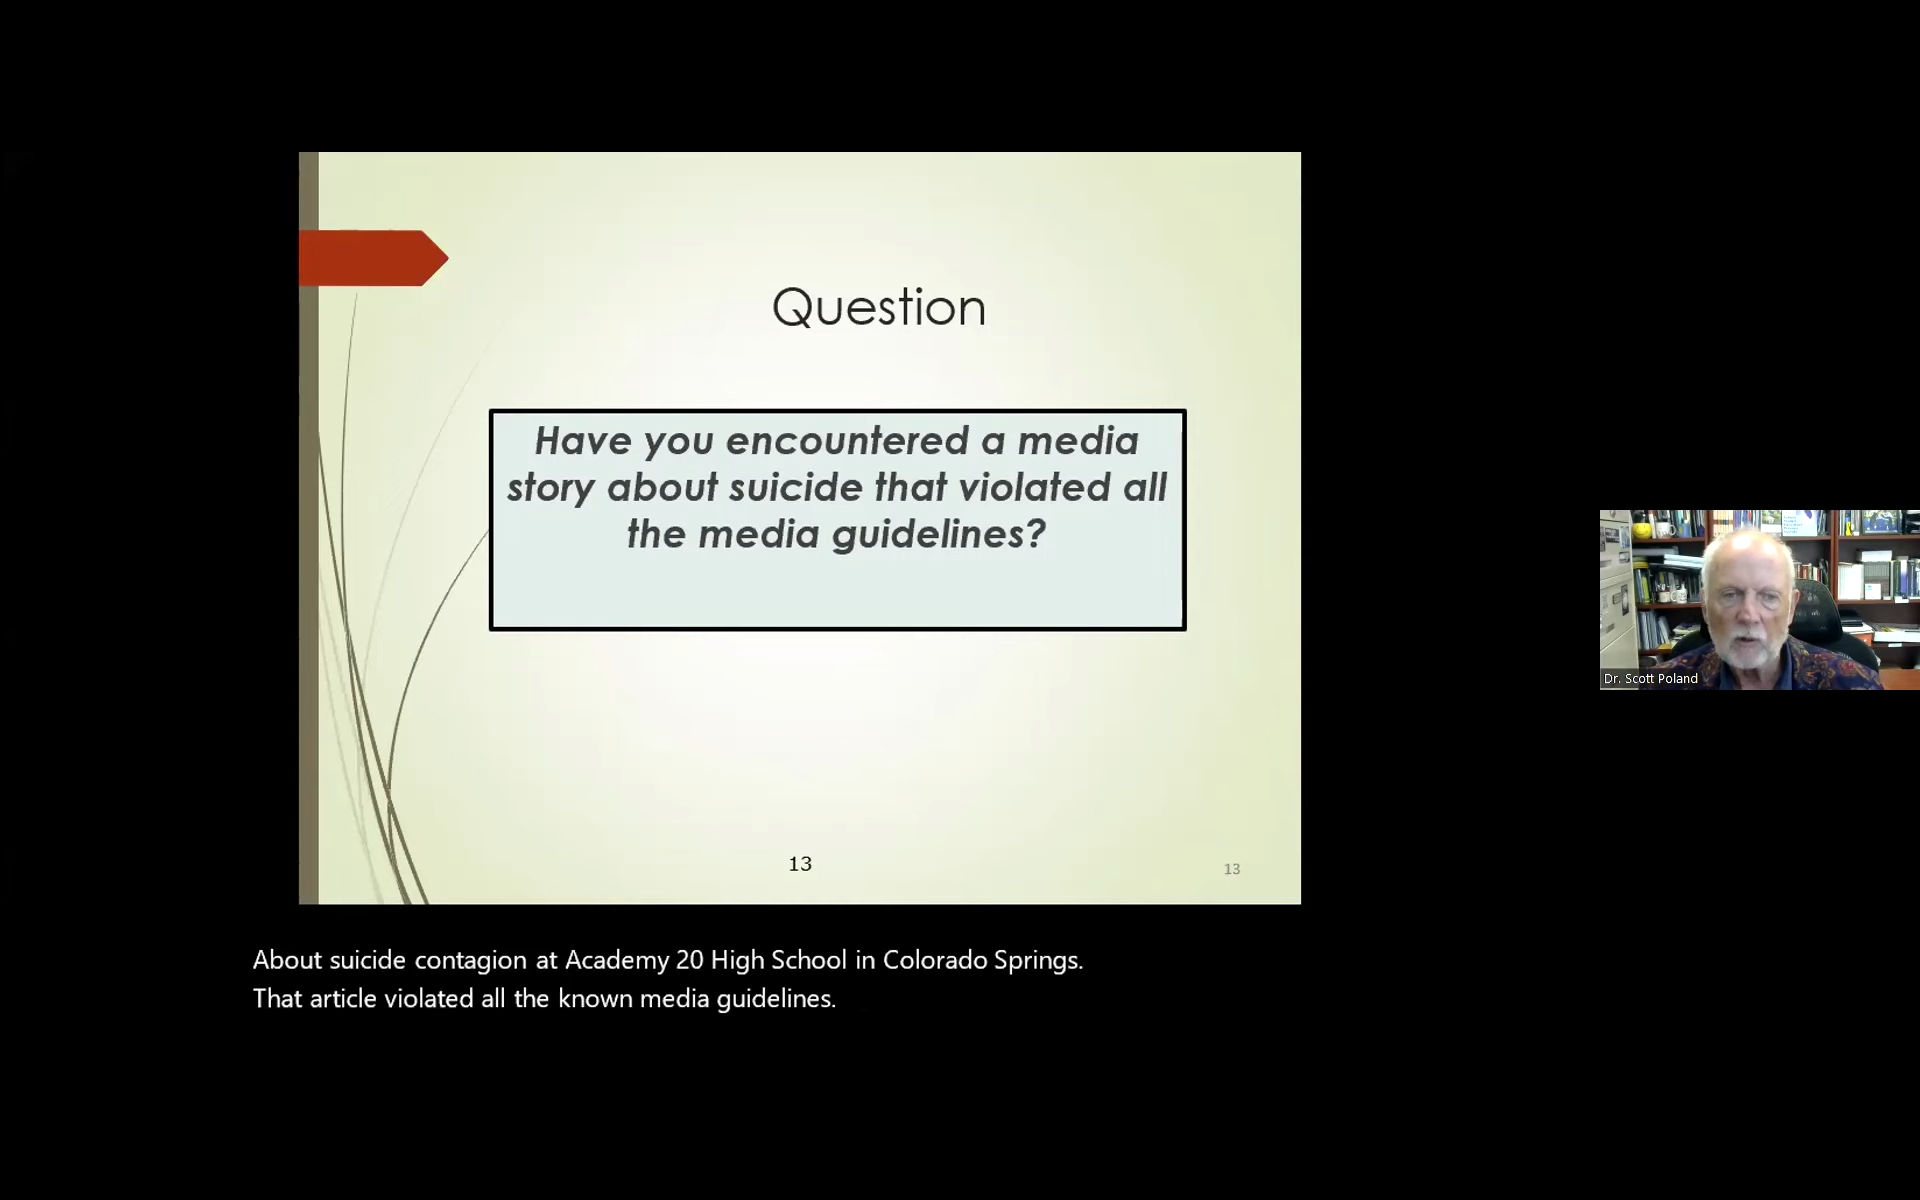 Question
Have you encountered a media
story about suicide that violated all
the media guidelines?
13
13
Dr. Scott Poland
About suicide contagion at Academy 20 High School in Colorado Springs.
That article violated all the known media guidelines.